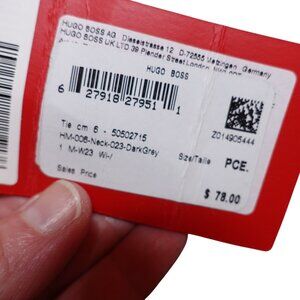 HUGO BOSS AG, Dieselstrasse 12, D-72555 Metzingen, Germany
HUGO BOSS UK LTD 39 Plender Street London
HUGO BOSS
6 27918 27951 1
Z014905444
Tie cm 6 - 50502715
HM-006-Neck-023-DarkGrey
Size/Taille PCE.
1 M-W23
Sales Price
$ 78.00